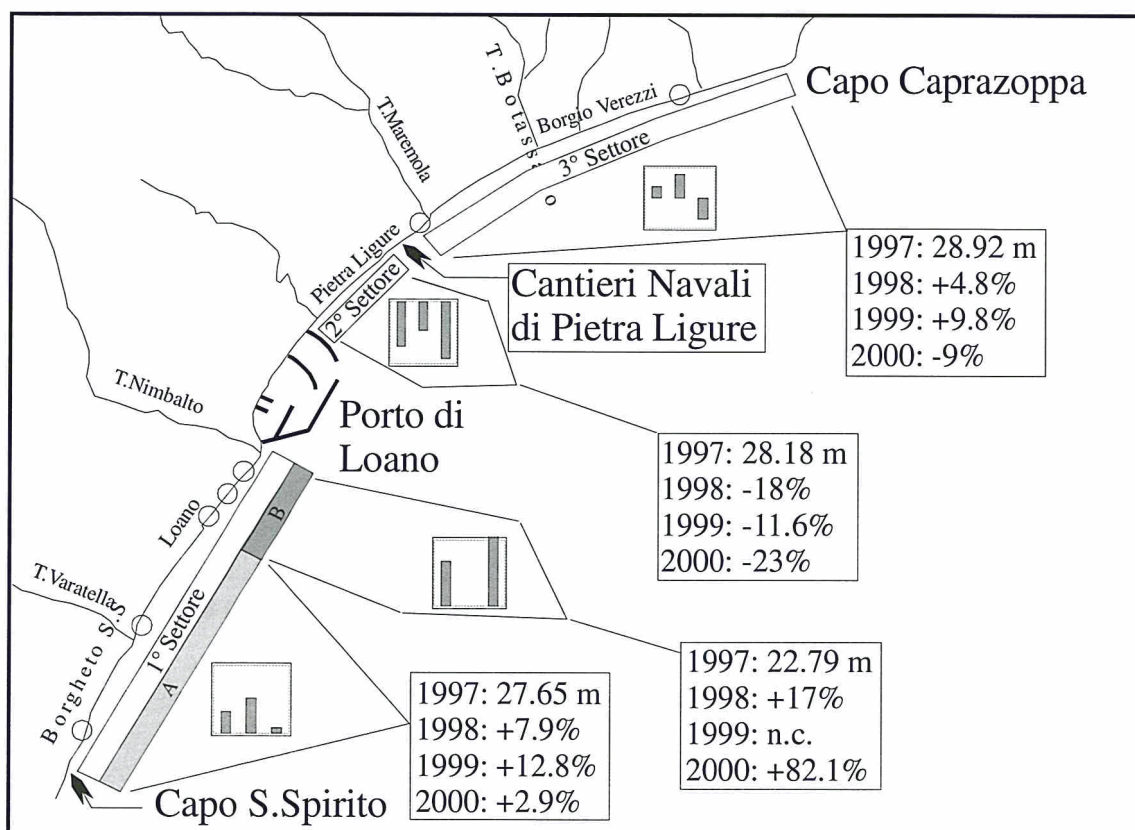 Capo Caprazoppa
T.Botassano
Borgio Verezzi
T.Maremola
3° Settore
Pietra Ligure
2° Settore
Cantieri Navali
di Pietra Ligure
1997: 28.92 m
1998: +4.8%
1999: +9.8%
2000: -9%
T.Nimbalto
Porto di
Loano
1997: 28.18 m
1998: -18%
1999: -11.6%
2000: -23%
Loano
B
T.Varatella
1° Settore
A
Borgheto S.S
1997: 27.65 m
1998: +7.9%
1999: +12.8%
2000: +2.9%
1997: 22.79 m
1998: +17%
1999: n.c.
2000: +82.1%
Capo S.Spirito